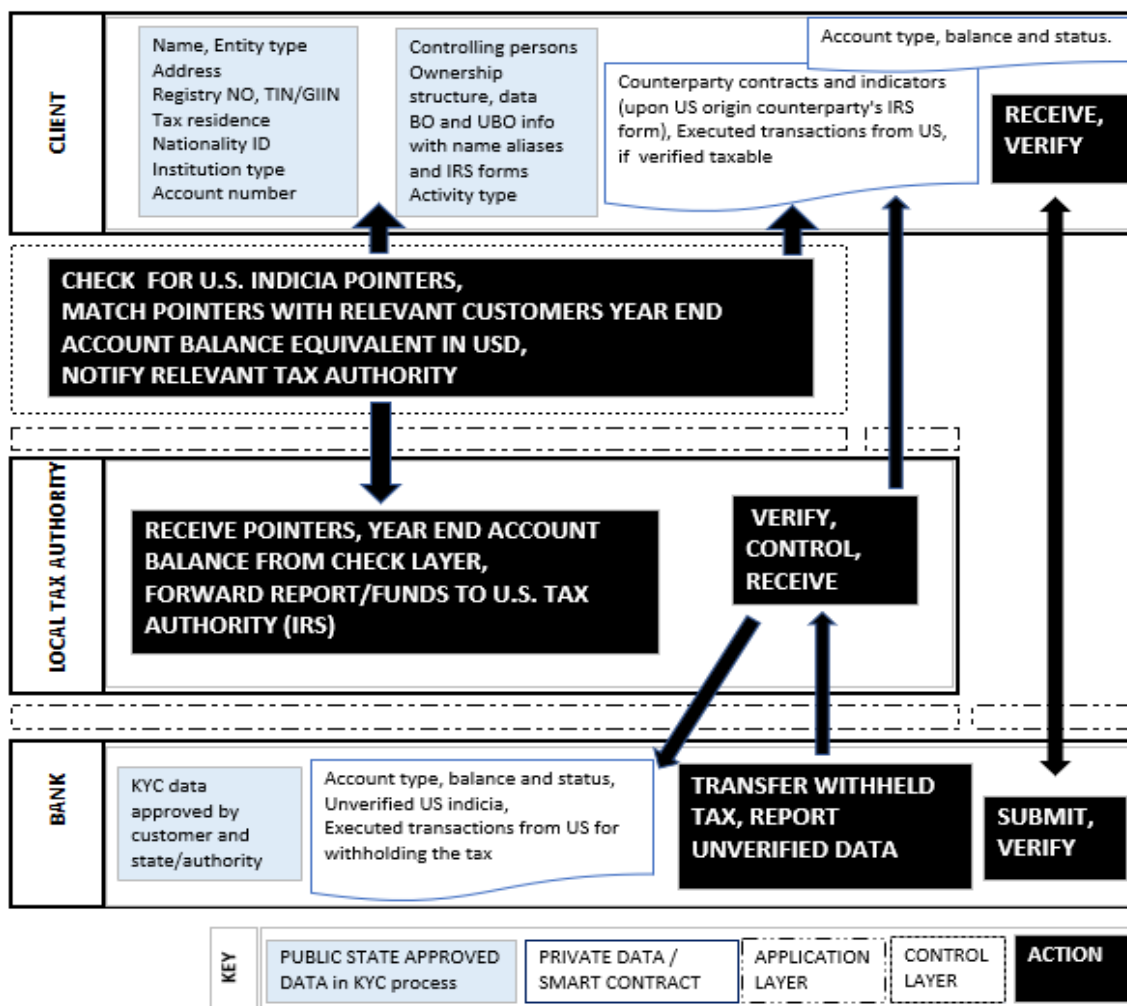 CLIENT
Name, Entity type
Address
Registry NO, TIN/GIIN
Tax residence
Nationality ID
Institution type
Account number
Controlling persons
Ownership
structure, data
BO and UBO info
with name aliases
and IRS forms
Activity type
Account type, balance and status.
Counterparty contracts and indicators
(upon US origin counterparty's IRS
form), Executed transactions from US,
if verified taxable
RECEIVE,
VERIFY
CHECK FOR U.S. INDICIA POINTERS,
MATCH POINTERS WITH RELEVANT CUSTOMERS YEAR END
ACCOUNT BALANCE EQUIVALENT IN USD,
NOTIFY RELEVANT TAX AUTHORITY
LOCAL TAX AUTHORITY
RECEIVE POINTERS, YEAR END ACCOUNT
BALANCE FROM CHECK LAYER,
FORWARD REPORT/FUNDS TO U.S. TAX
AUTHORITY (IRS)
VERIFY,
CONTROL,
RECEIVE
BANK
KYC data
approved by
customer and
state/authority
Account type, balance and status,
Unverified US indicia,
Executed transactions from US for
withholding the tax
TRANSFER WITHHELD
TAX, REPORT
UNVERIFIED DATA
SUBMIT,
VERIFY
KEY
PUBLIC STATE APPROVED
DATA in KYC process
PRIVATE DATA /
SMART CONTRACT
APPLICATION
LAYER
CONTROL
LAYER
ACTION